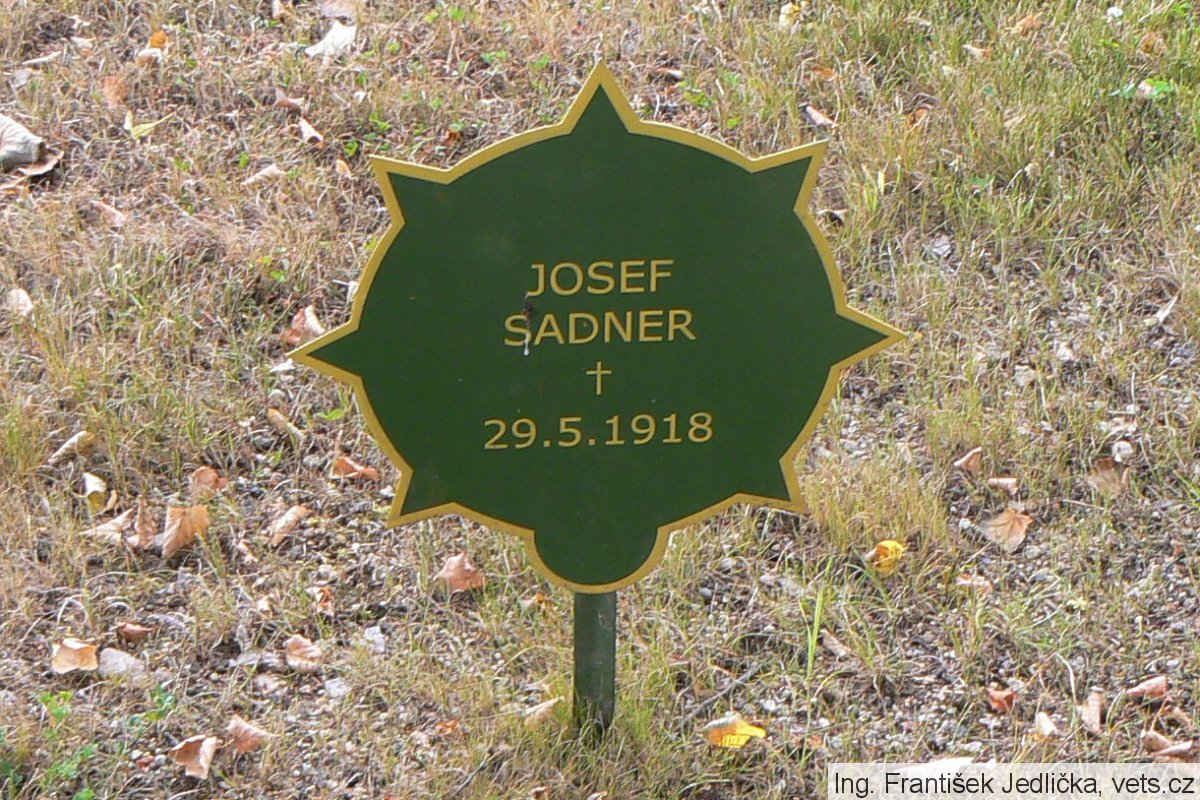 JOSEF
SADNER
†
29.5.1918
Ing. František Jedlička, vets.cz